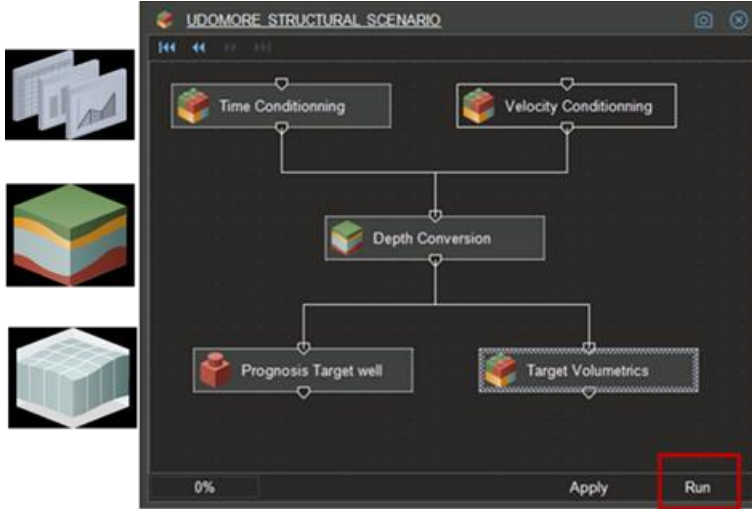 UDOMORE STRUCTURAL SCENARIO
Time Conditionning
Velocity Conditionning
Depth Conversion
Prognosis Target well
Target Volumetrics
0%
Apply
Run